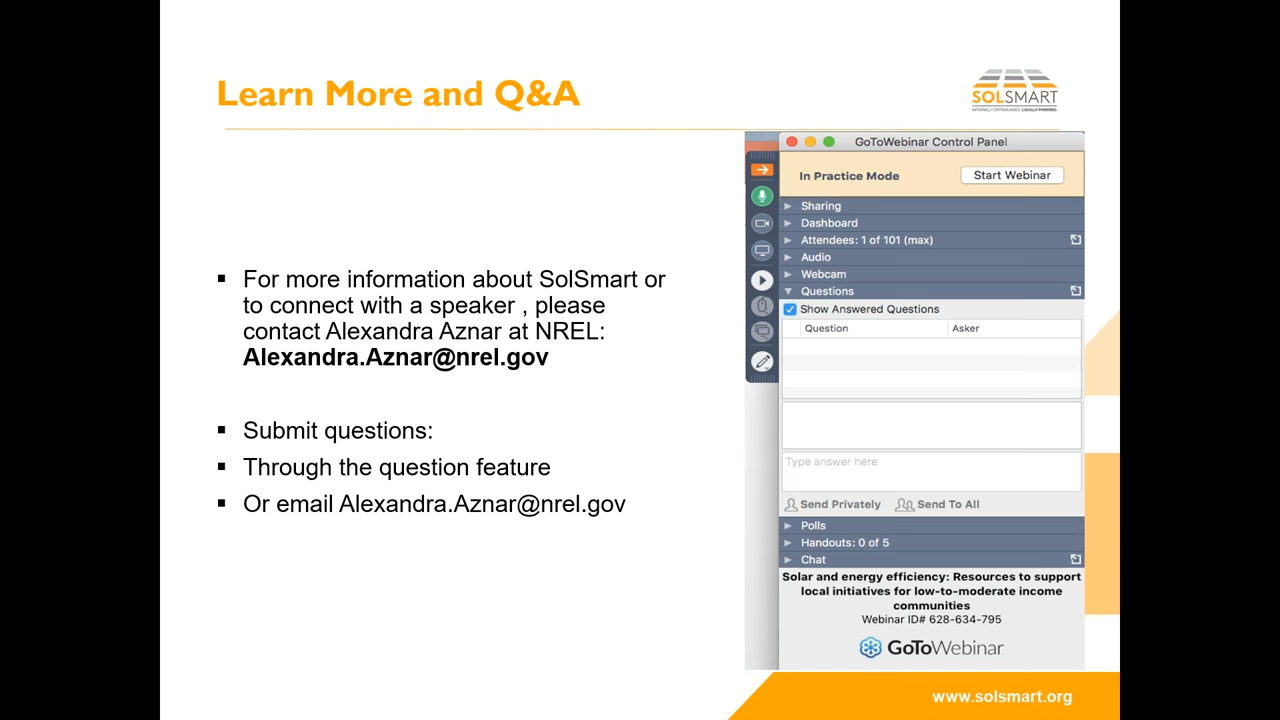 Learn More and Q&A
SOLSMART
NATIONALLY DISTINGUISHED. LOCALLY POWERED.
▪ For more information about SolSmart or
to connect with a speaker , please
contact Alexandra Aznar at NREL:
Alexandra.Aznar@nrel.gov
▪ Submit questions:
▪ Through the question feature
▪ Or email Alexandra.Aznar@nrel.gov
GoToWebinar Control Panel
In Practice Mode
Start Webinar
Sharing
Dashboard
Attendees: 1 of 101 (max)
Audio
Webcam
Questions
Show Answered Questions
Question Asker
Type answer here
Send Privately Send To All
Polls
Handouts: 0 of 5
Chat
Solar and energy efficiency: Resources to support
local initiatives for low-to-moderate income
communities
Webinar ID# 628-634-795
GoToWebinar
www.solsmart.org